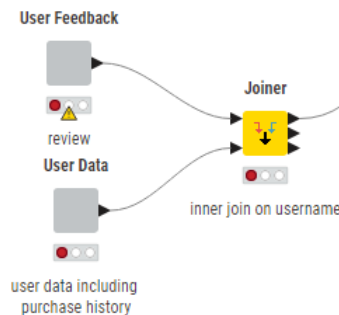 User Feedback
review
Joiner
inner join on username
User Data
user data including
purchase history